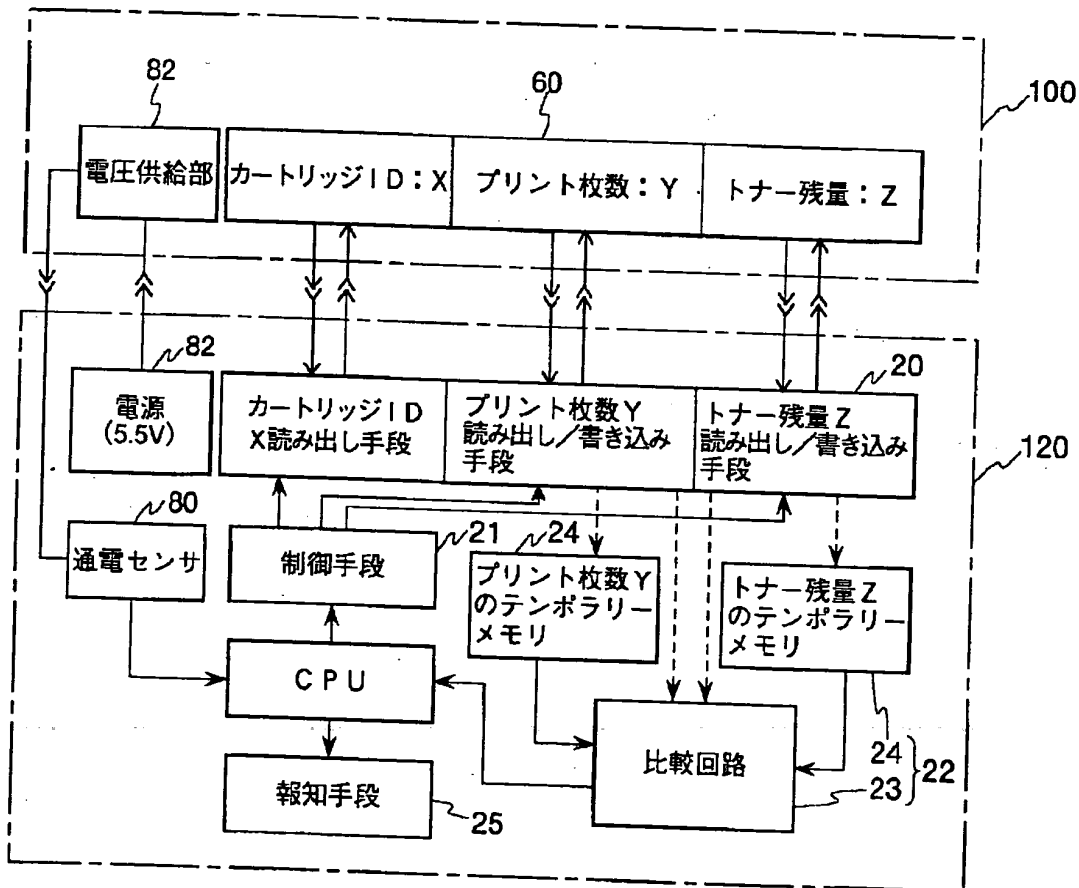 82
60
100
電圧供給部
カートリッジID：X
プリント枚数：Y
トナー残量：Z
82
20
電源
(5.5V)
カートリッジID
X読み出し手段
プリント枚数Y
読み出し／書き込み
手段
トナー残量Z
読み出し／書き込み
手段
120
80
通電センサ
21
制御手段
24
プリント枚数Y
のテンポラリー
メモリ
トナー残量Z
のテンポラリー
メモリ
CPU
比較回路
24
23
22
報知手段
25